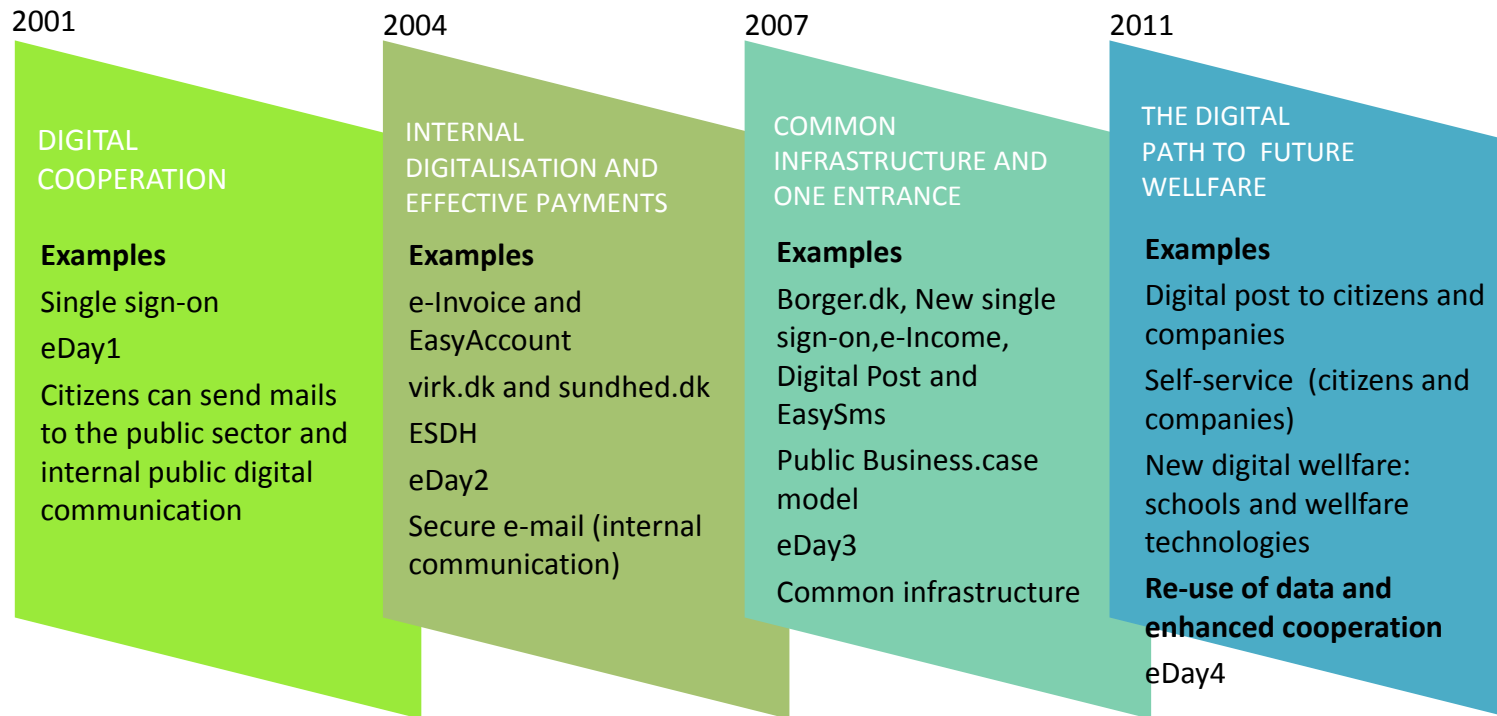 2001
DIGITAL
COOPERATION
Examples
Single sign-on
eDay1
Citizens can send mails
to the public sector and
internal public digital
communication
2004
INTERNAL
DIGITALISATION AND
EFFECTIVE PAYMENTS
Examples
e-Invoice and
EasyAccount
virk.dk and sundhed.dk
ESDH
eDay2
Secure e-mail (internal
communication)
2007
COMMON
INFRASTRUCTURE AND
ONE ENTRANCE
Examples
Borger.dk, New single
sign-on,e-Income,
Digital Post and
EasySms
Public Business.case
model
eDay3
Common infrastructure
2011
THE DIGITAL
PATH TO FUTURE
WELLFARE
Examples
Digital post to citizens and
companies
Self-service (citizens and
companies)
New digital wellfare:
schools and wellfare
technologies
Re-use of data and
enhanced cooperation
eDay4